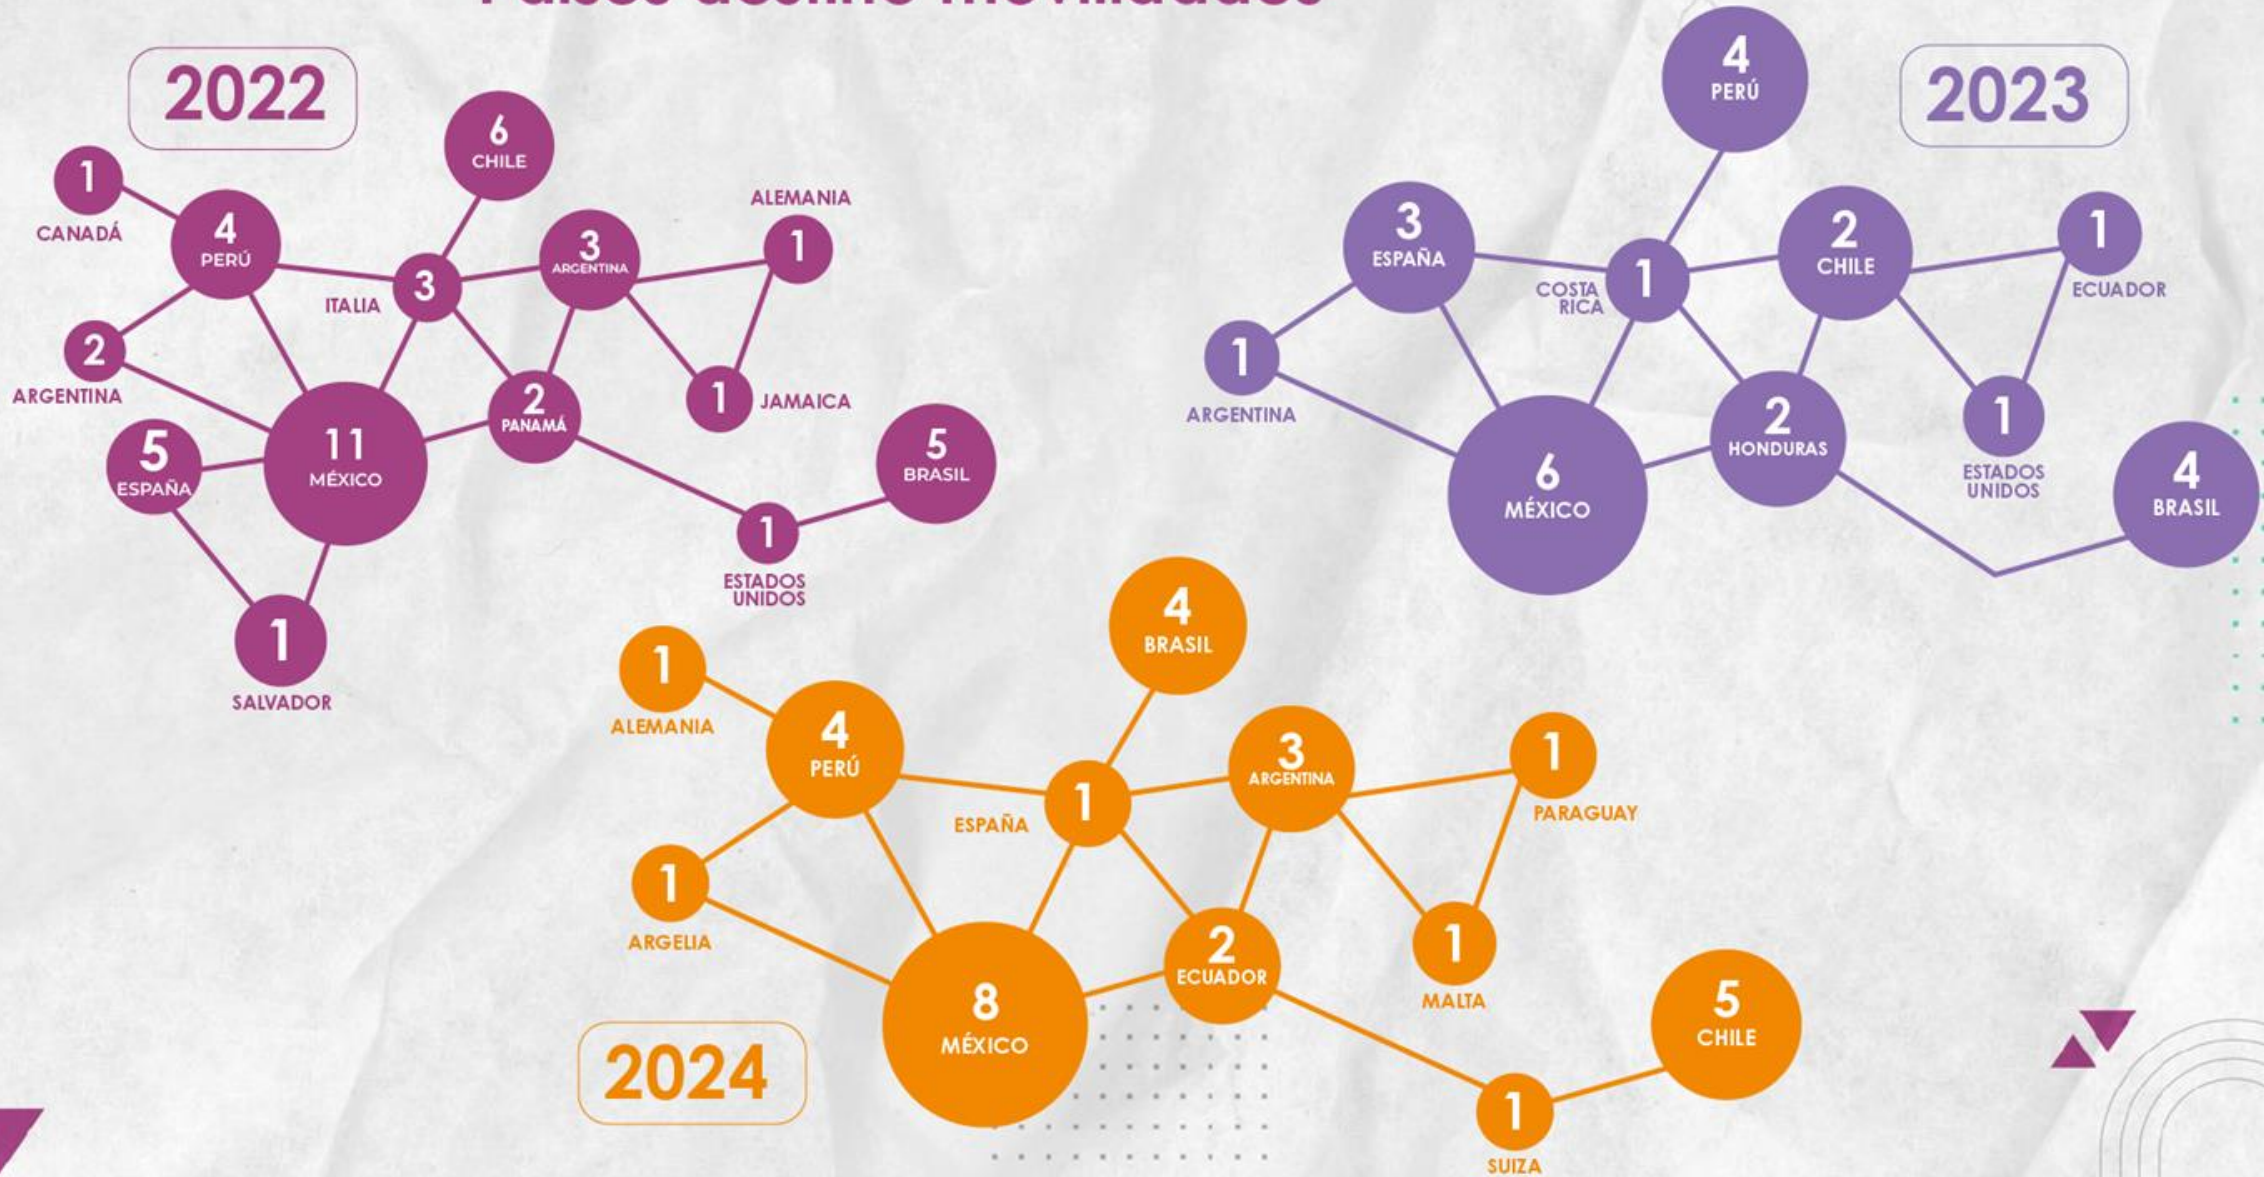 Países destino movilidades
2022
1
CANADÁ
4
PERÚ
6
CHILE
3
ITALIA
3
ARGENTINA
ALEMANIA
1
2
ARGENTINA
5
ESPAÑA
11
MÉXICO
2
PANAMÁ
1
JAMAICA
5
BRASIL
1
ESTADOS
UNIDOS
1
SALVADOR
2023
4
PERÚ
3
ESPAÑA
1
COSTA
RICA
2
CHILE
1
ECUADOR
1
ARGENTINA
6
MÉXICO
2
HONDURAS
1
ESTADOS
UNIDOS
4
BRASIL
2024
1
ALEMANIA
4
PERÚ
4
BRASIL
1
ESPAÑA
3
ARGENTINA
1
PARAGUAY
1
ARGELIA
8
MÉXICO
2
ECUADOR
1
MALTA
5
CHILE
1
SUIZA